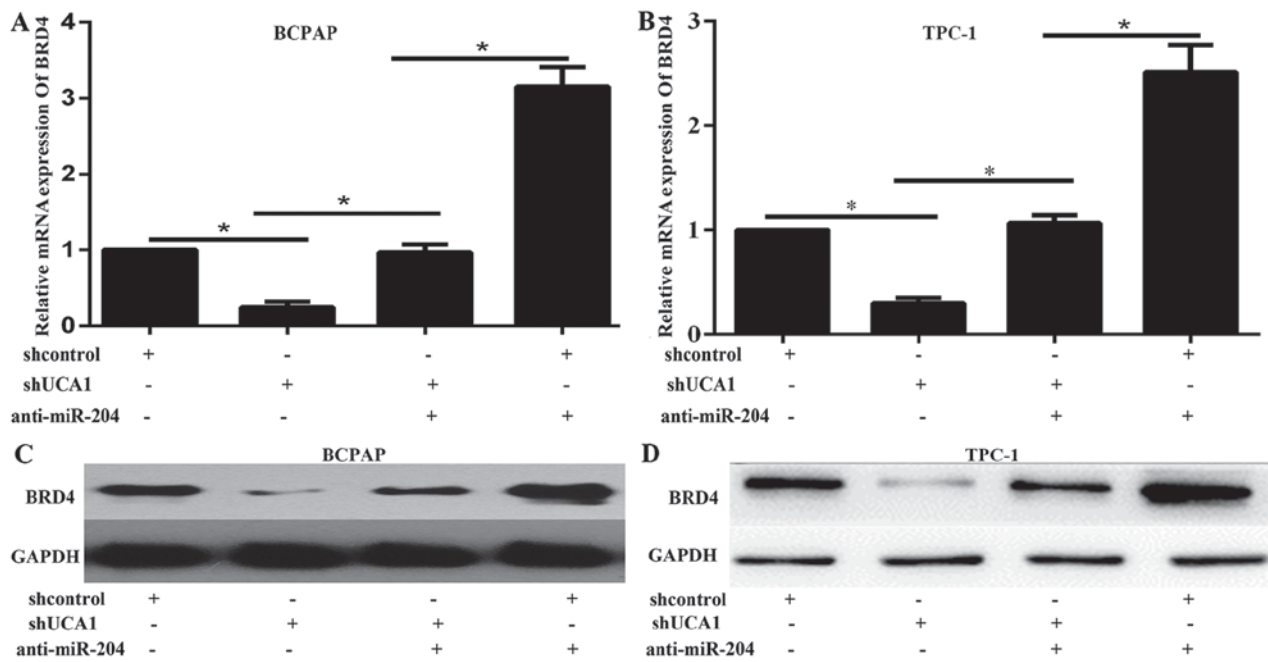 A
BCPAP
Relative mRNA expression Of BRD4
4
3
2
1
0
*
*
*
shcontrol + - - +
shUCA1 - + + -
anti-miR-204 - - + +
B
TPC-1
Relative mRNA expression Of BRD4
3
2
1
0
*
*
*
shcontrol + - - +
shUCA1 - + + -
anti-miR-204 - - + +
C
BCPAP
BRD4
GAPDH
shcontrol + - - +
shUCA1 - + + -
anti-miR-204 - - + +
D
TPC-1
BRD4
GAPDH
shcontrol + - - +
shUCA1 - + + -
anti-miR-204 - - + +